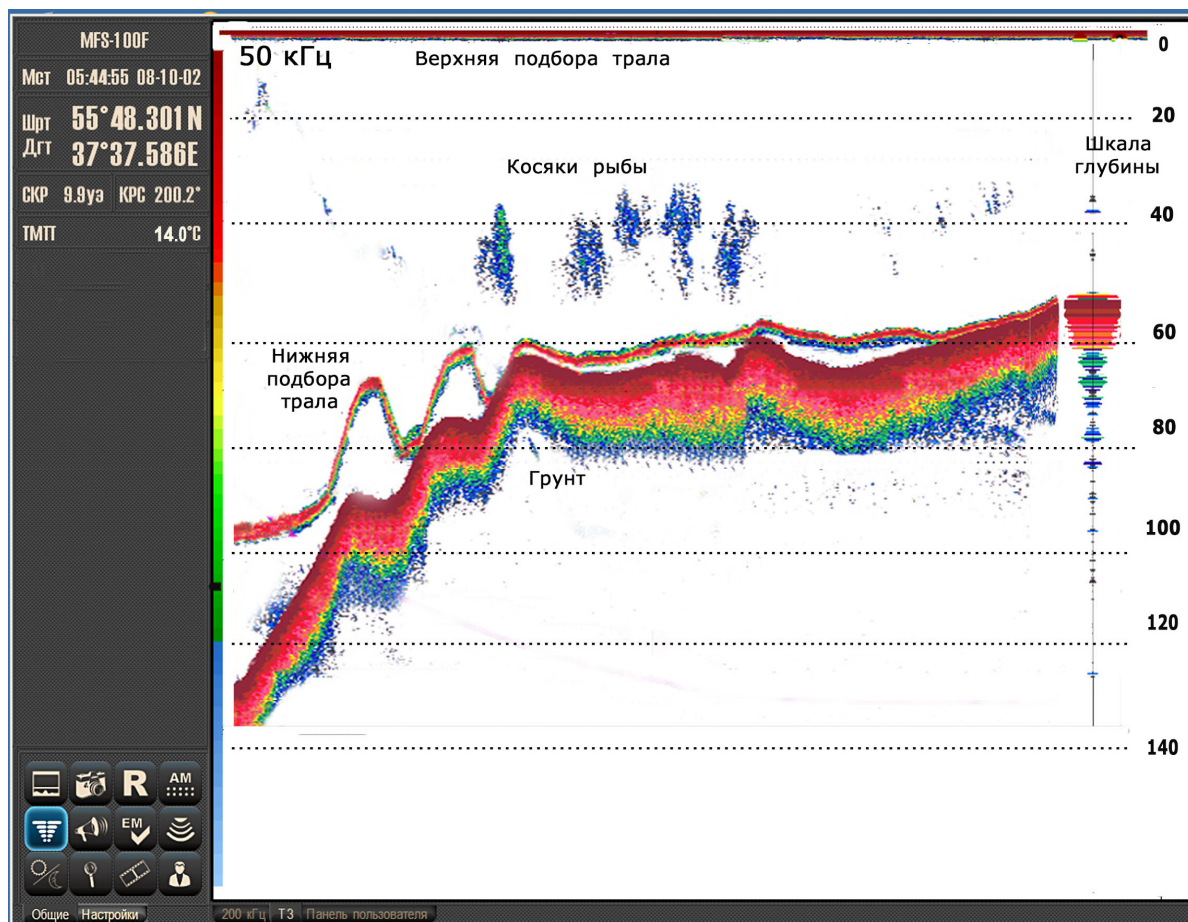 MFS-100F
Мст 05:44:55 08-10-02
Шрт 55°48.301N
Дгт 37°37.586E
СКР 9.9уз КРС 200.2°
ТМП 14.0°C
50 кГц
Верхняя подбора трала
Косяки рыбы
Шкала
глубины
Нижняя
подбора
трала
Грунт
0
20
40
60
80
100
120
140
R
AM
EM
Общие Настройки
200 кГц ТЗ Панель пользователя